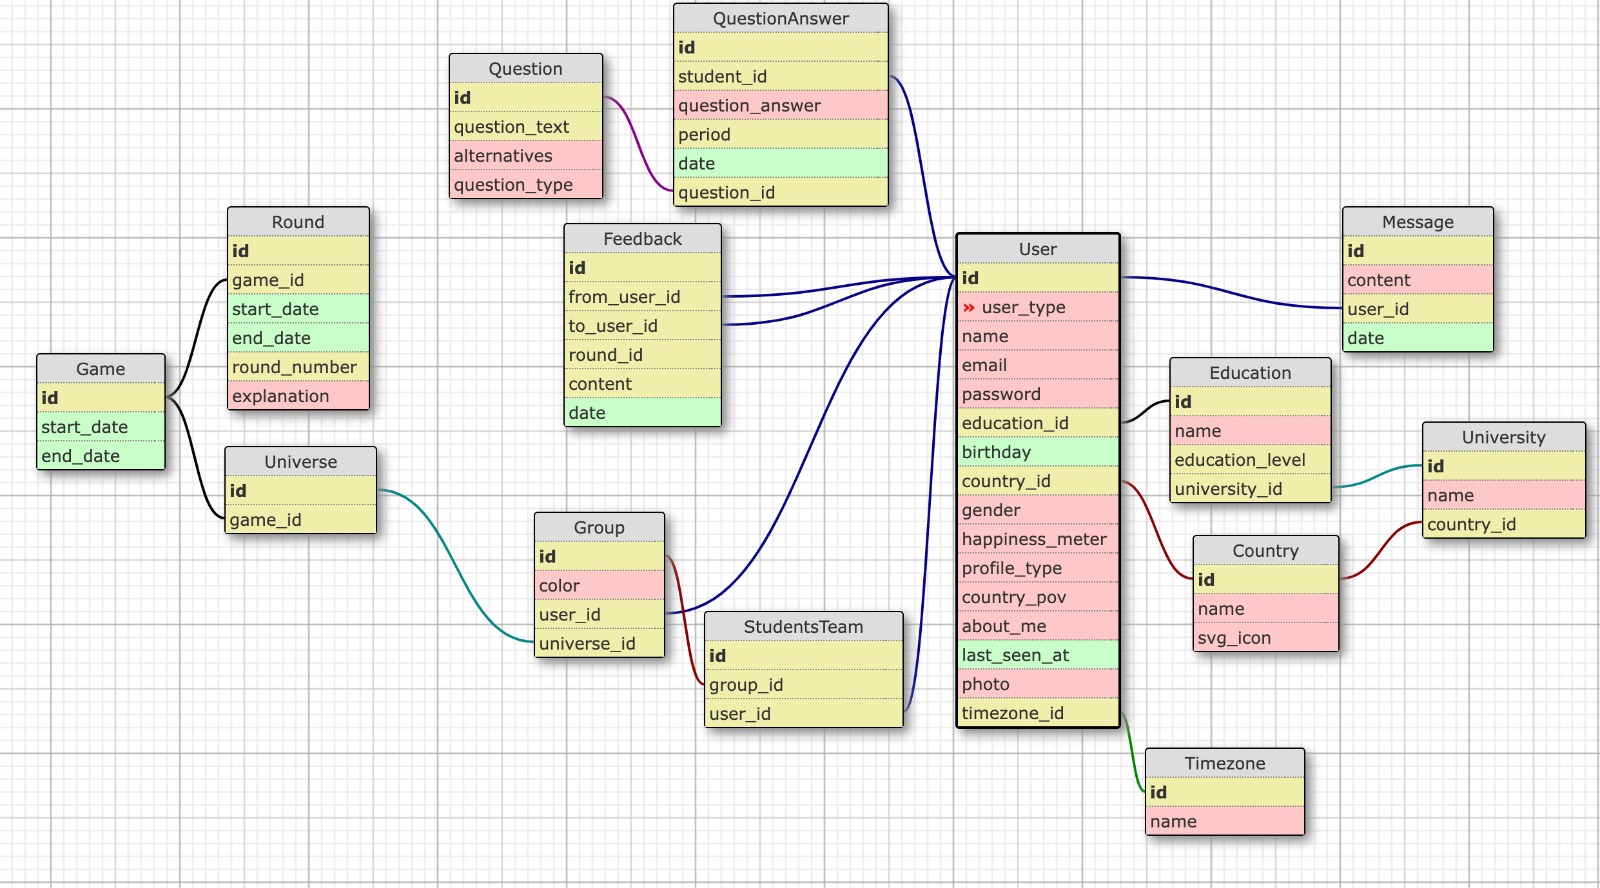 QuestionAnswer
id
student_id
question_answer
period
date
question_id
Question
id
question_text
alternatives
question_type
Round
id
game_id
start_date
end_date
round_number
explanation
Feedback
id
from_user_id
to_user_id
round_id
content
date
User
id
» user_type
name
email
password
education_id
birthday
country_id
gender
happiness_meter
profile_type
country_pov
about_me
last_seen_at
photo
timezone_id
Message
id
content
user_id
date
Game
id
start_date
end_date
Universe
id
game_id
Education
id
name
education_level
university_id
University
id
name
country_id
Group
id
color
user_id
universe_id
Country
id
name
svg_icon
StudentsTeam
id
group_id
user_id
Timezone
id
name